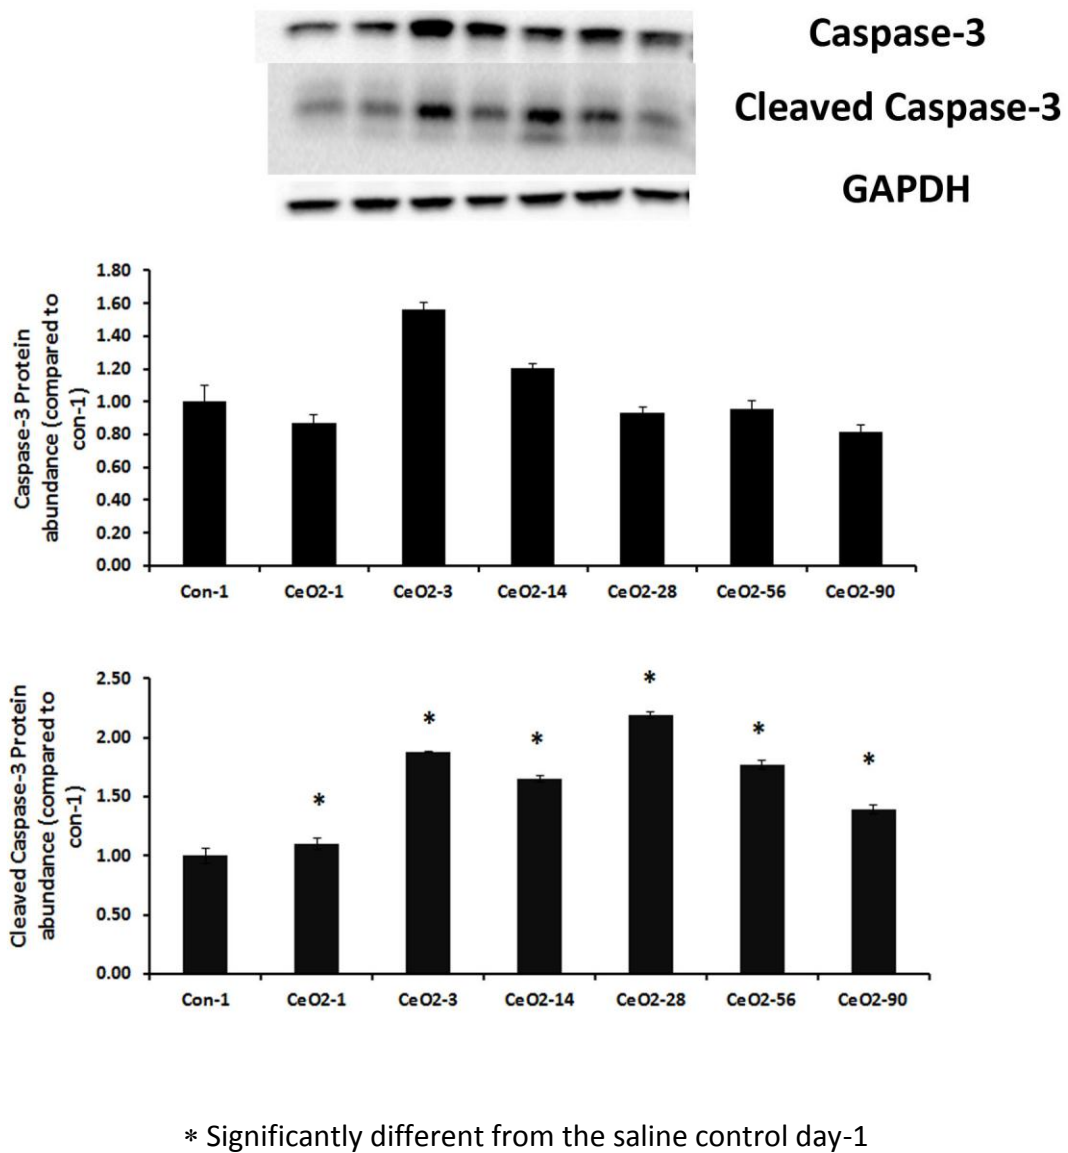 Caspase-3
Cleaved Caspase-3
GAPDH
Caspase-3 Protein
abundance (compared to
con-1)
1.80
1.60
1.40
1.20
1.00
0.80
0.60
0.40
0.20
0.00
Con-1 CeO2-1 CeO2-3 CeO2-14 CeO2-28 CeO2-56 CeO2-90
Cleaved Caspase-3 Protein
abundance (compared to
con-1)
2.50
2.00
1.50
1.00
0.50
0.00
* * * * * *
Con-1 CeO2-1 CeO2-3 CeO2-14 CeO2-28 CeO2-56 CeO2-90
* Significantly different from the saline control day-1